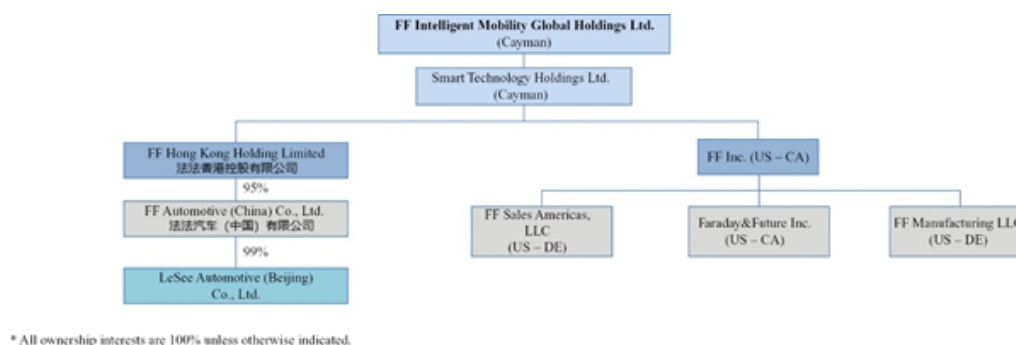 FF Intelligent Mobility Global Holdings Ltd.
(Cayman)
Smart Technology Holdings Ltd.
(Cayman)
FF Hong Kong Holding Limited
法法香港控股有限公司
FF Inc. (US – CA)
95%
FF Automotive (China) Co., Ltd.
法法汽车（中国）有限公司
FF Sales Americas,
LLC
(US – DE)
Faraday&Future Inc.
(US – CA)
FF Manufacturing LLC
(US – DE)
99%
LeSee Automotive (Beijing)
Co., Ltd.
* All ownership interests are 100% unless otherwise indicated.